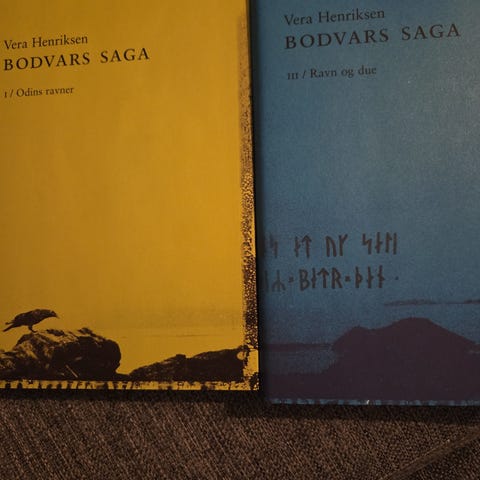 Vera Henriksen
BODVARS SAGA
I / Odins ravner
Vera Henriksen
BODVARS SAGA
III / Ravn og due